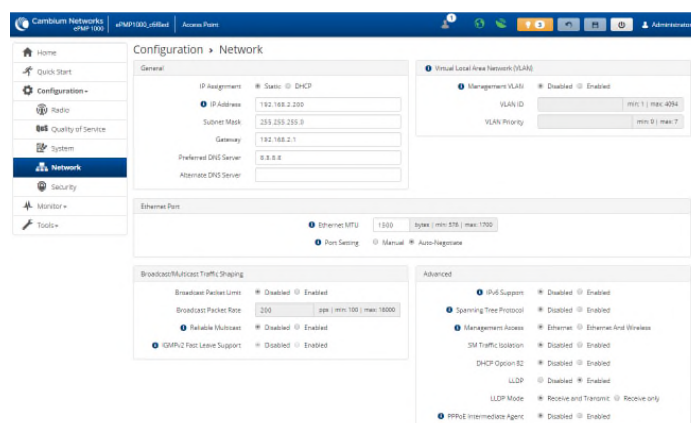 Cambium Networks
ePMP 1000
Access Point
3
Administrator
Home
Quick Start
Configuration
Radio
QoS Quality of Service
System
Network
Security
Monitor
Tools
Configuration › Network
General
IP Assignment Static DHCP
IP Address 192.168.2.200
Subnet Mask 255.255.255.0
Gateway 192.168.2.1
Preferred DNS Server 8.8.8.8
Alternate DNS Server
Virtual Local Area Network (VLAN)
Management VLAN Disabled Enabled
VLAN ID min: 1 | max: 4094
VLAN Priority min: 0 | max: 7
Ethernet Port
Ethernet MTU 1500 bytes | min: 576 | max: 1700
Port Setting Manual Auto-Negotiate
Broadcast/Multicast Traffic Shaping
Broadcast Packet Limit Disabled Enabled
Broadcast Packet Rate 200 pps | min: 100 | max: 16000
Reliable Multicast Disabled Enabled
IGMPv2 Fast Leave Support Disabled Enabled
Advanced
IPv6 Support Disabled Enabled
Spanning Tree Protocol Disabled Enabled
Management Access Ethernet Ethernet And Wireless
SM Traffic Isolation Disabled Enabled
DHCP Option 82 Disabled Enabled
LLDP Disabled Enabled
LLDP Mode Receive and Transmit Receive only
PPPoE Intermediate Agent Disabled Enabled